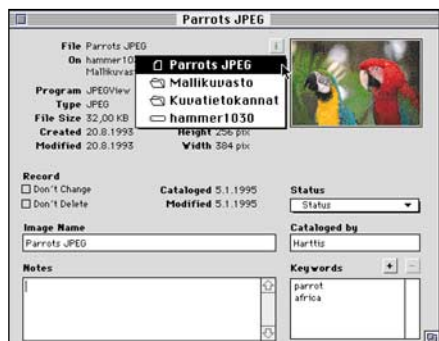 Parrots JPEG
File Parrots JPEG
On hammer10
Mallikuvas
Parrots JPEG
Mallikuvasto
Kuvatietokannat
hammer1030
Program JPEGView
Type JPEG
File Size 32,00 KB
Created 20.8.1993 Height 256 pix
Modified 20.8.1993 Width 384 pix
Record
Don't Change Cataloged 5.1.1995 Status
Don't Delete Modified 5.1.1995 Status
Image Name Cataloged by
Parrots JPEG Harttis
Notes Keywords + -
parrot
africa